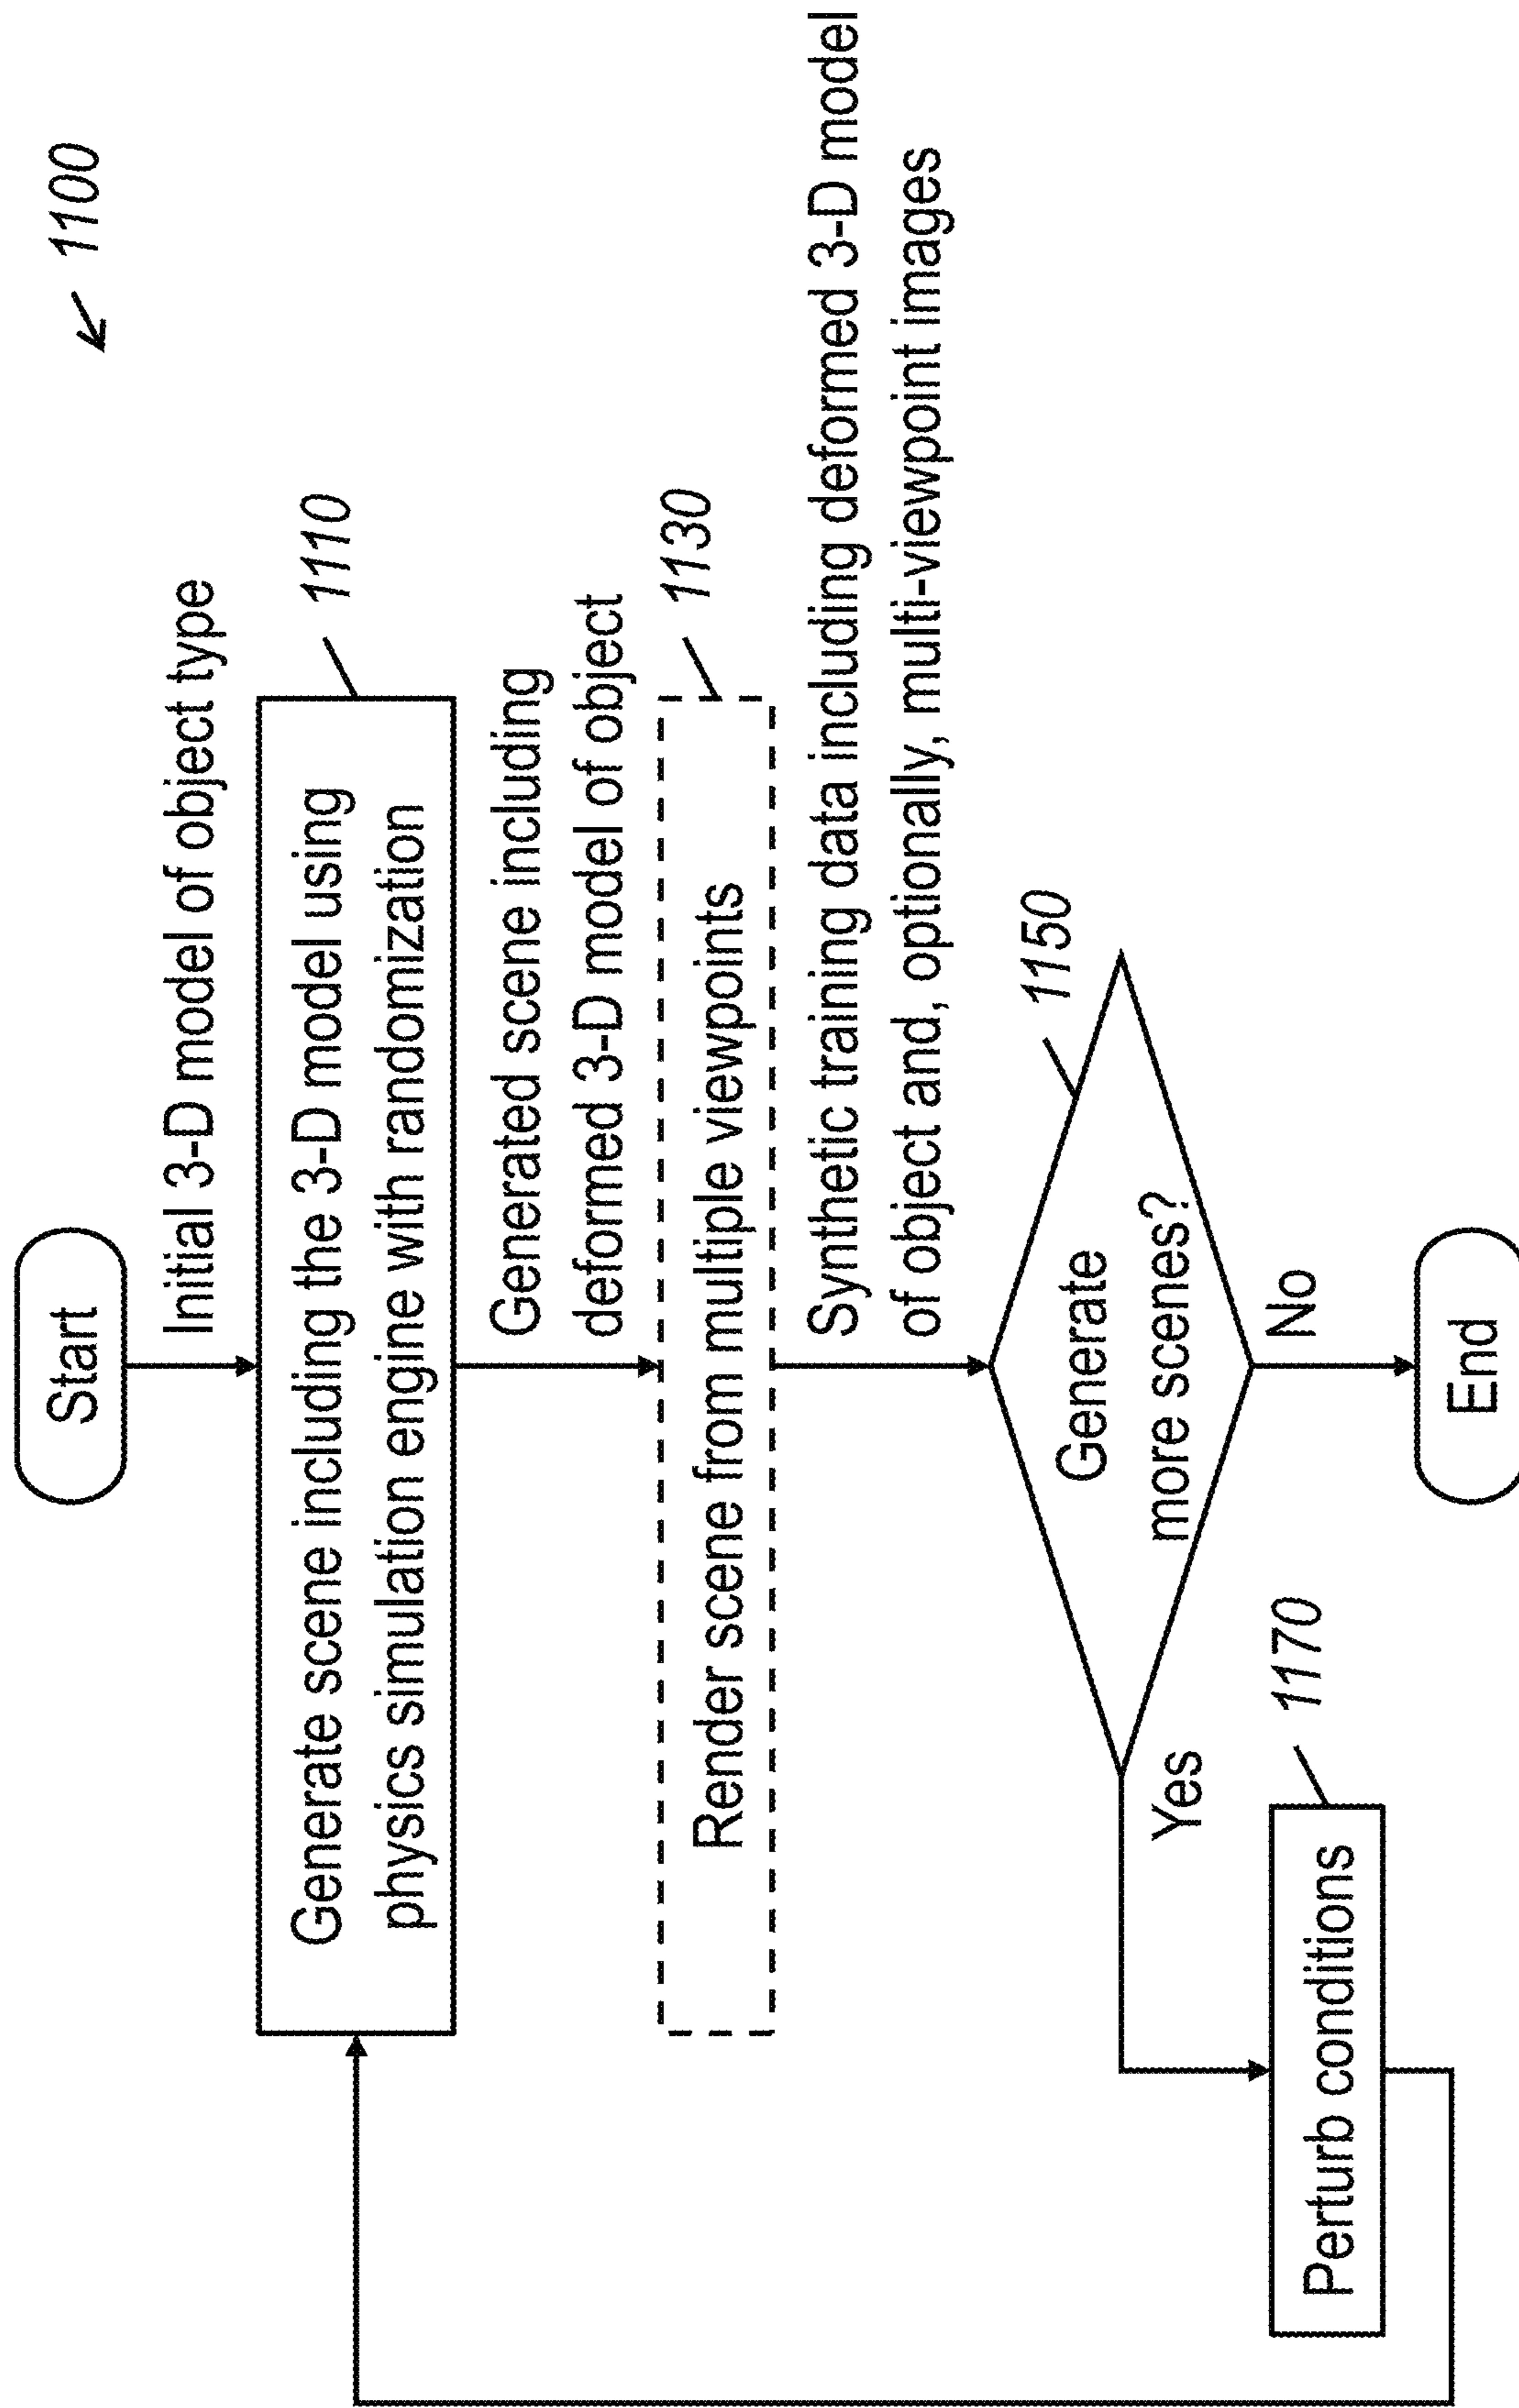 1100
Start
Initial 3-D model of object type
1110
Generate scene including the 3-D model using
physics simulation engine with randomization
Generated scene including
deformed 3-D model of object
1130
Render scene from multiple viewpoints
Synthetic training data including deformed 3-D model
of object and, optionally, multi-viewpoint images
1150
Generate
more scenes?
Yes
No
1170
Perturb conditions
End